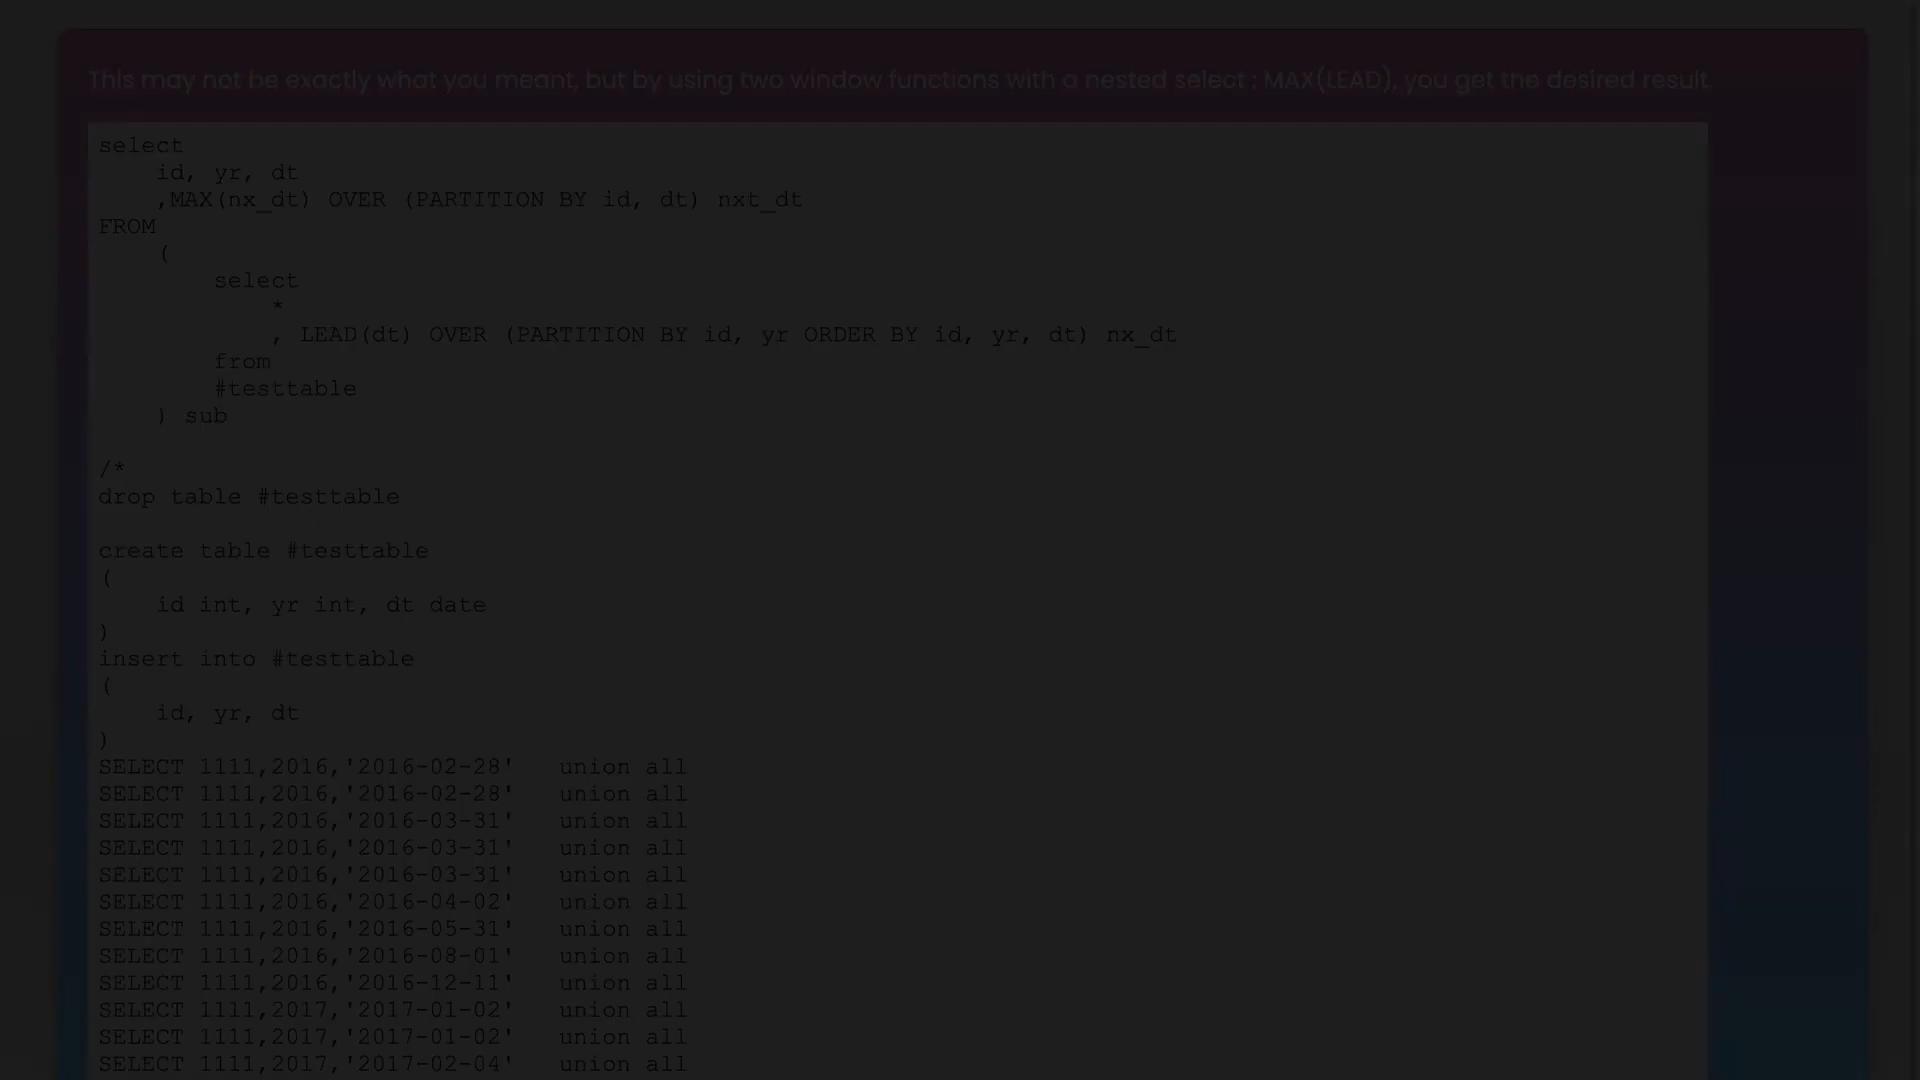 This may not be exactly what you meant, but by using two window functions with a nested select : MAX(LEAD), you get the desired result.
select
    id, yr, dt
    ,MAX(nx_dt) OVER (PARTITION BY id, dt) nxt_dt
FROM
    (
        select
            *
            , LEAD(dt) OVER (PARTITION BY id, yr ORDER BY id, yr, dt) nx_dt
        from
        #testtable
    ) sub
/*
drop table #testtable
create table #testtable
(
    id int, yr int, dt date
)
insert into #testtable
(
    id, yr, dt
)
SELECT 1111,2016,'2016-02-28'   union all
SELECT 1111,2016,'2016-02-28'   union all
SELECT 1111,2016,'2016-03-31'   union all
SELECT 1111,2016,'2016-03-31'   union all
SELECT 1111,2016,'2016-03-31'   union all
SELECT 1111,2016,'2016-04-02'   union all
SELECT 1111,2016,'2016-05-31'   union all
SELECT 1111,2016,'2016-08-01'   union all
SELECT 1111,2016,'2016-12-11'   union all
SELECT 1111,2017,'2017-01-02'   union all
SELECT 1111,2017,'2017-01-02'   union all
SELECT 1111,2017,'2017-02-04'   union all